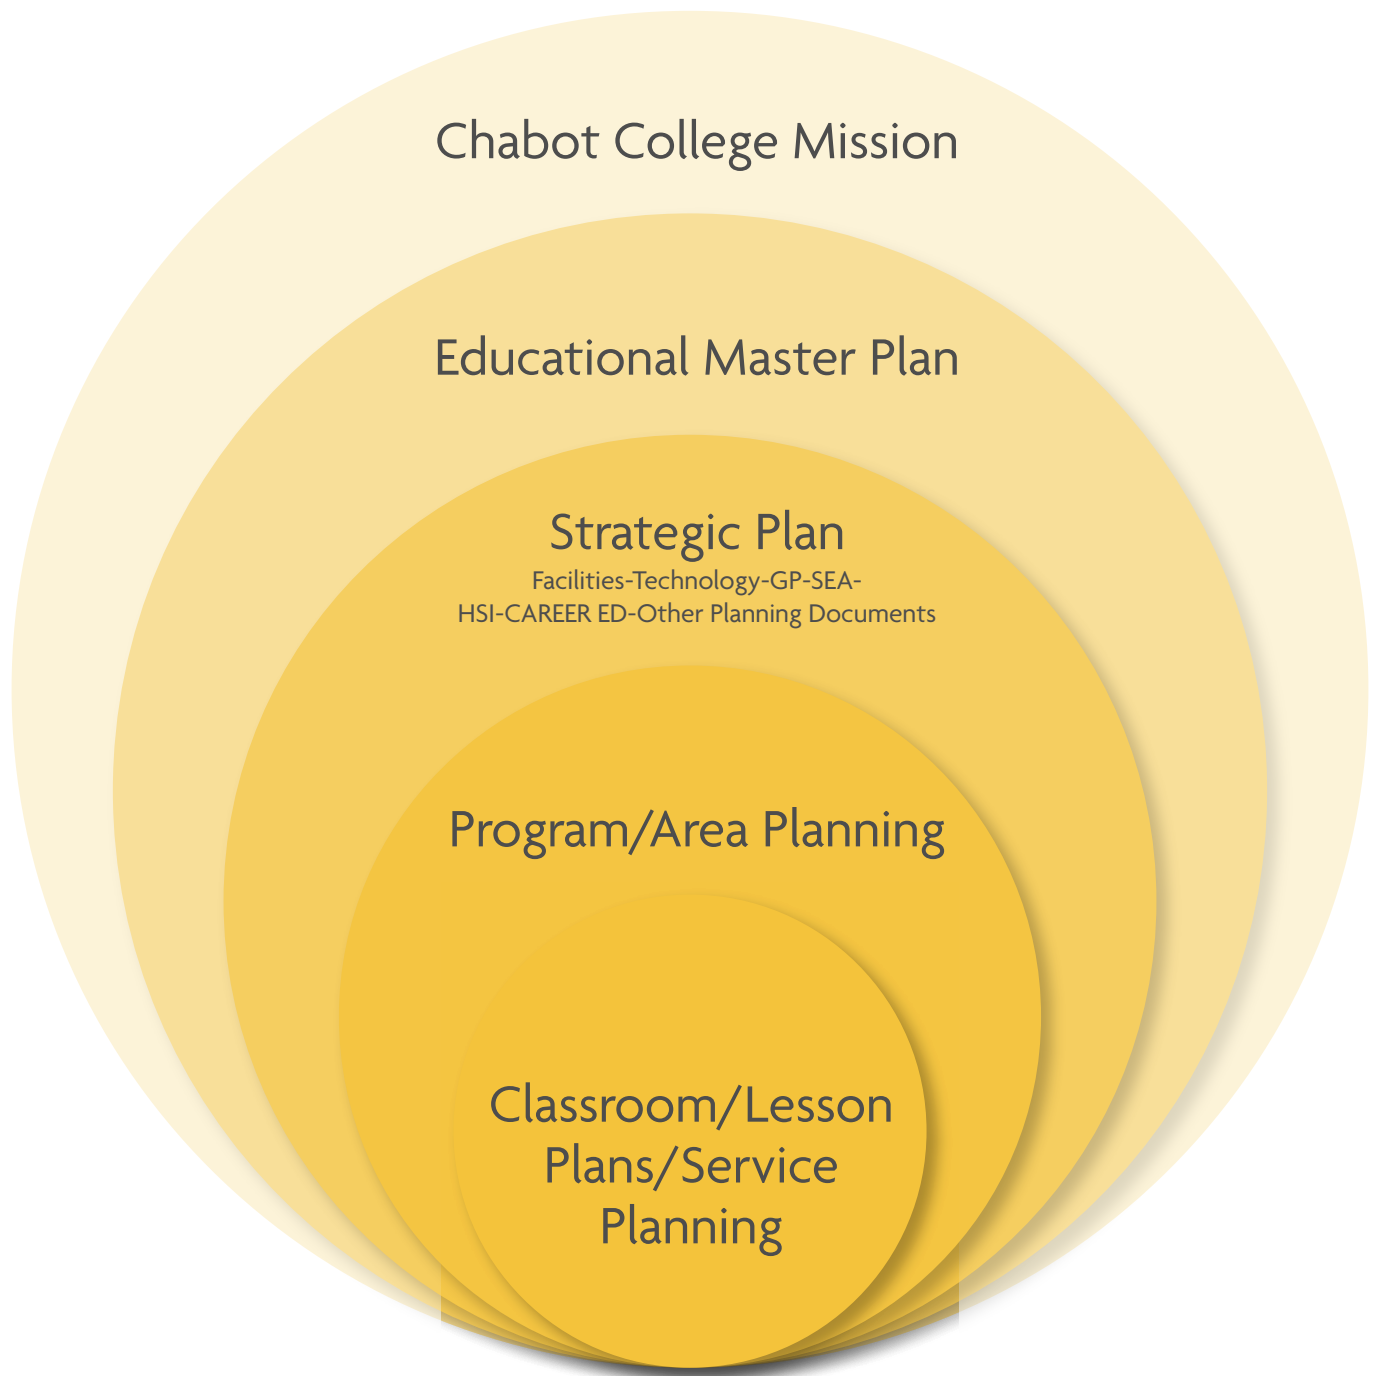 Chabot College Mission
Educational Master Plan
Strategic Plan
Facilities-Technology-GP-SEA-
HSI-CAREER ED-Other Planning Documents
Program/Area Planning
Classroom/Lesson
Plans/Service
Planning